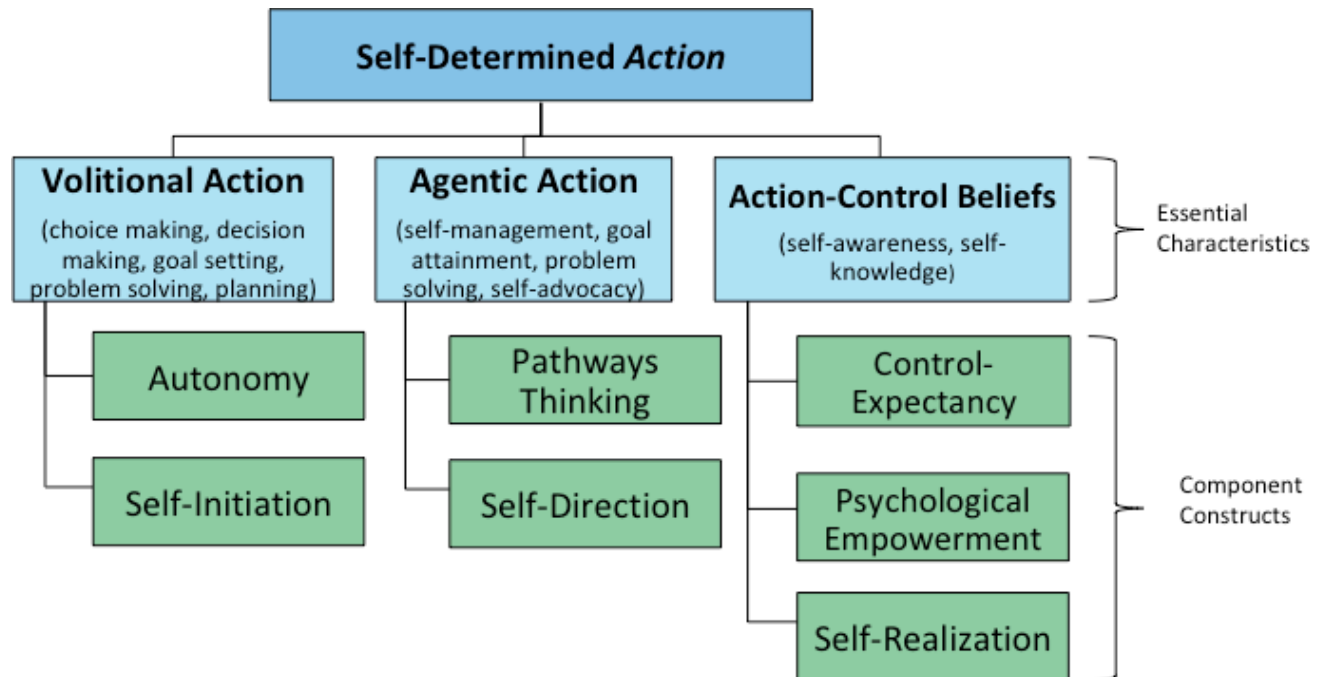 Self-Determined Action
Volitional Action
(choice making, decision
making, goal setting,
problem solving, planning)
Agentic Action
(self-management, goal
attainment, problem
solving, self-advocacy)
Action-Control Beliefs
(self-awareness, self-
knowledge)
Essential
Characteristics
Autonomy
Self-Initiation
Pathways
Thinking
Self-Direction
Control-
Expectancy
Psychological
Empowerment
Self-Realization
Component
Constructs